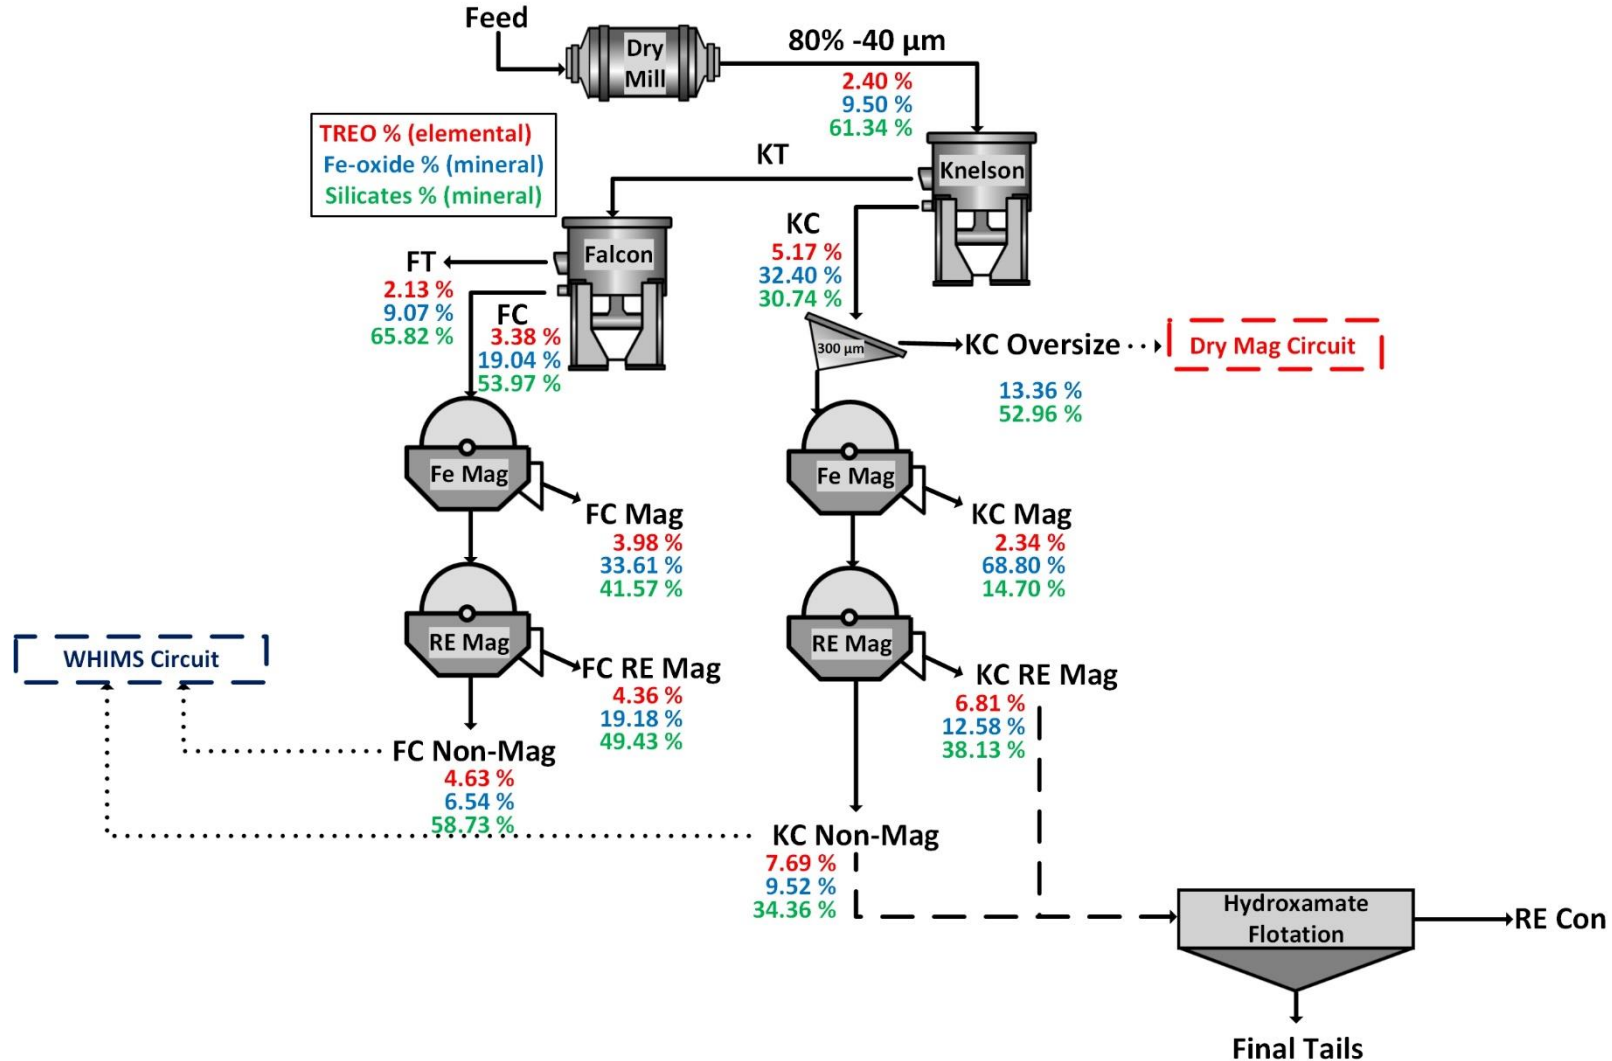 Feed
Dry
Mill
80% -40 µm
2.40 %
9.50 %
61.34 %
TREO % (elemental)
Fe-oxide % (mineral)
Silicates % (mineral)
KT
Knelson
KC
5.17 %
32.40 %
30.74 %
Falcon
FT
2.13 %
9.07 %
65.82 %
FC
3.38 %
19.04 %
53.97 %
300 µm
KC Oversize
Dry Mag Circuit
13.36 %
52.96 %
Fe Mag
FC Mag
3.98 %
33.61 %
41.57 %
Fe Mag
KC Mag
2.34 %
68.80 %
14.70 %
RE Mag
FC RE Mag
4.36 %
19.18 %
49.43 %
RE Mag
KC RE Mag
6.81 %
12.58 %
38.13 %
WHIMS Circuit
FC Non-Mag
4.63 %
6.54 %
58.73 %
KC Non-Mag
7.69 %
9.52 %
34.36 %
Hydroxamate
Flotation
RE Con
Final Tails